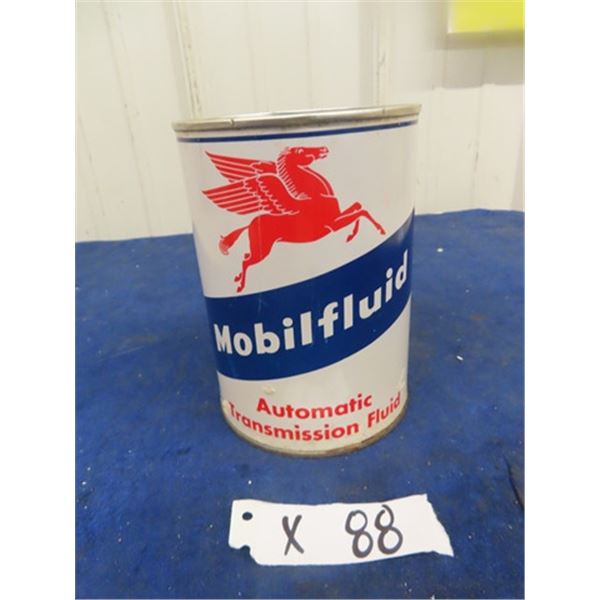 Mobilfluid
Automatic
Transmission Fluid
X 88